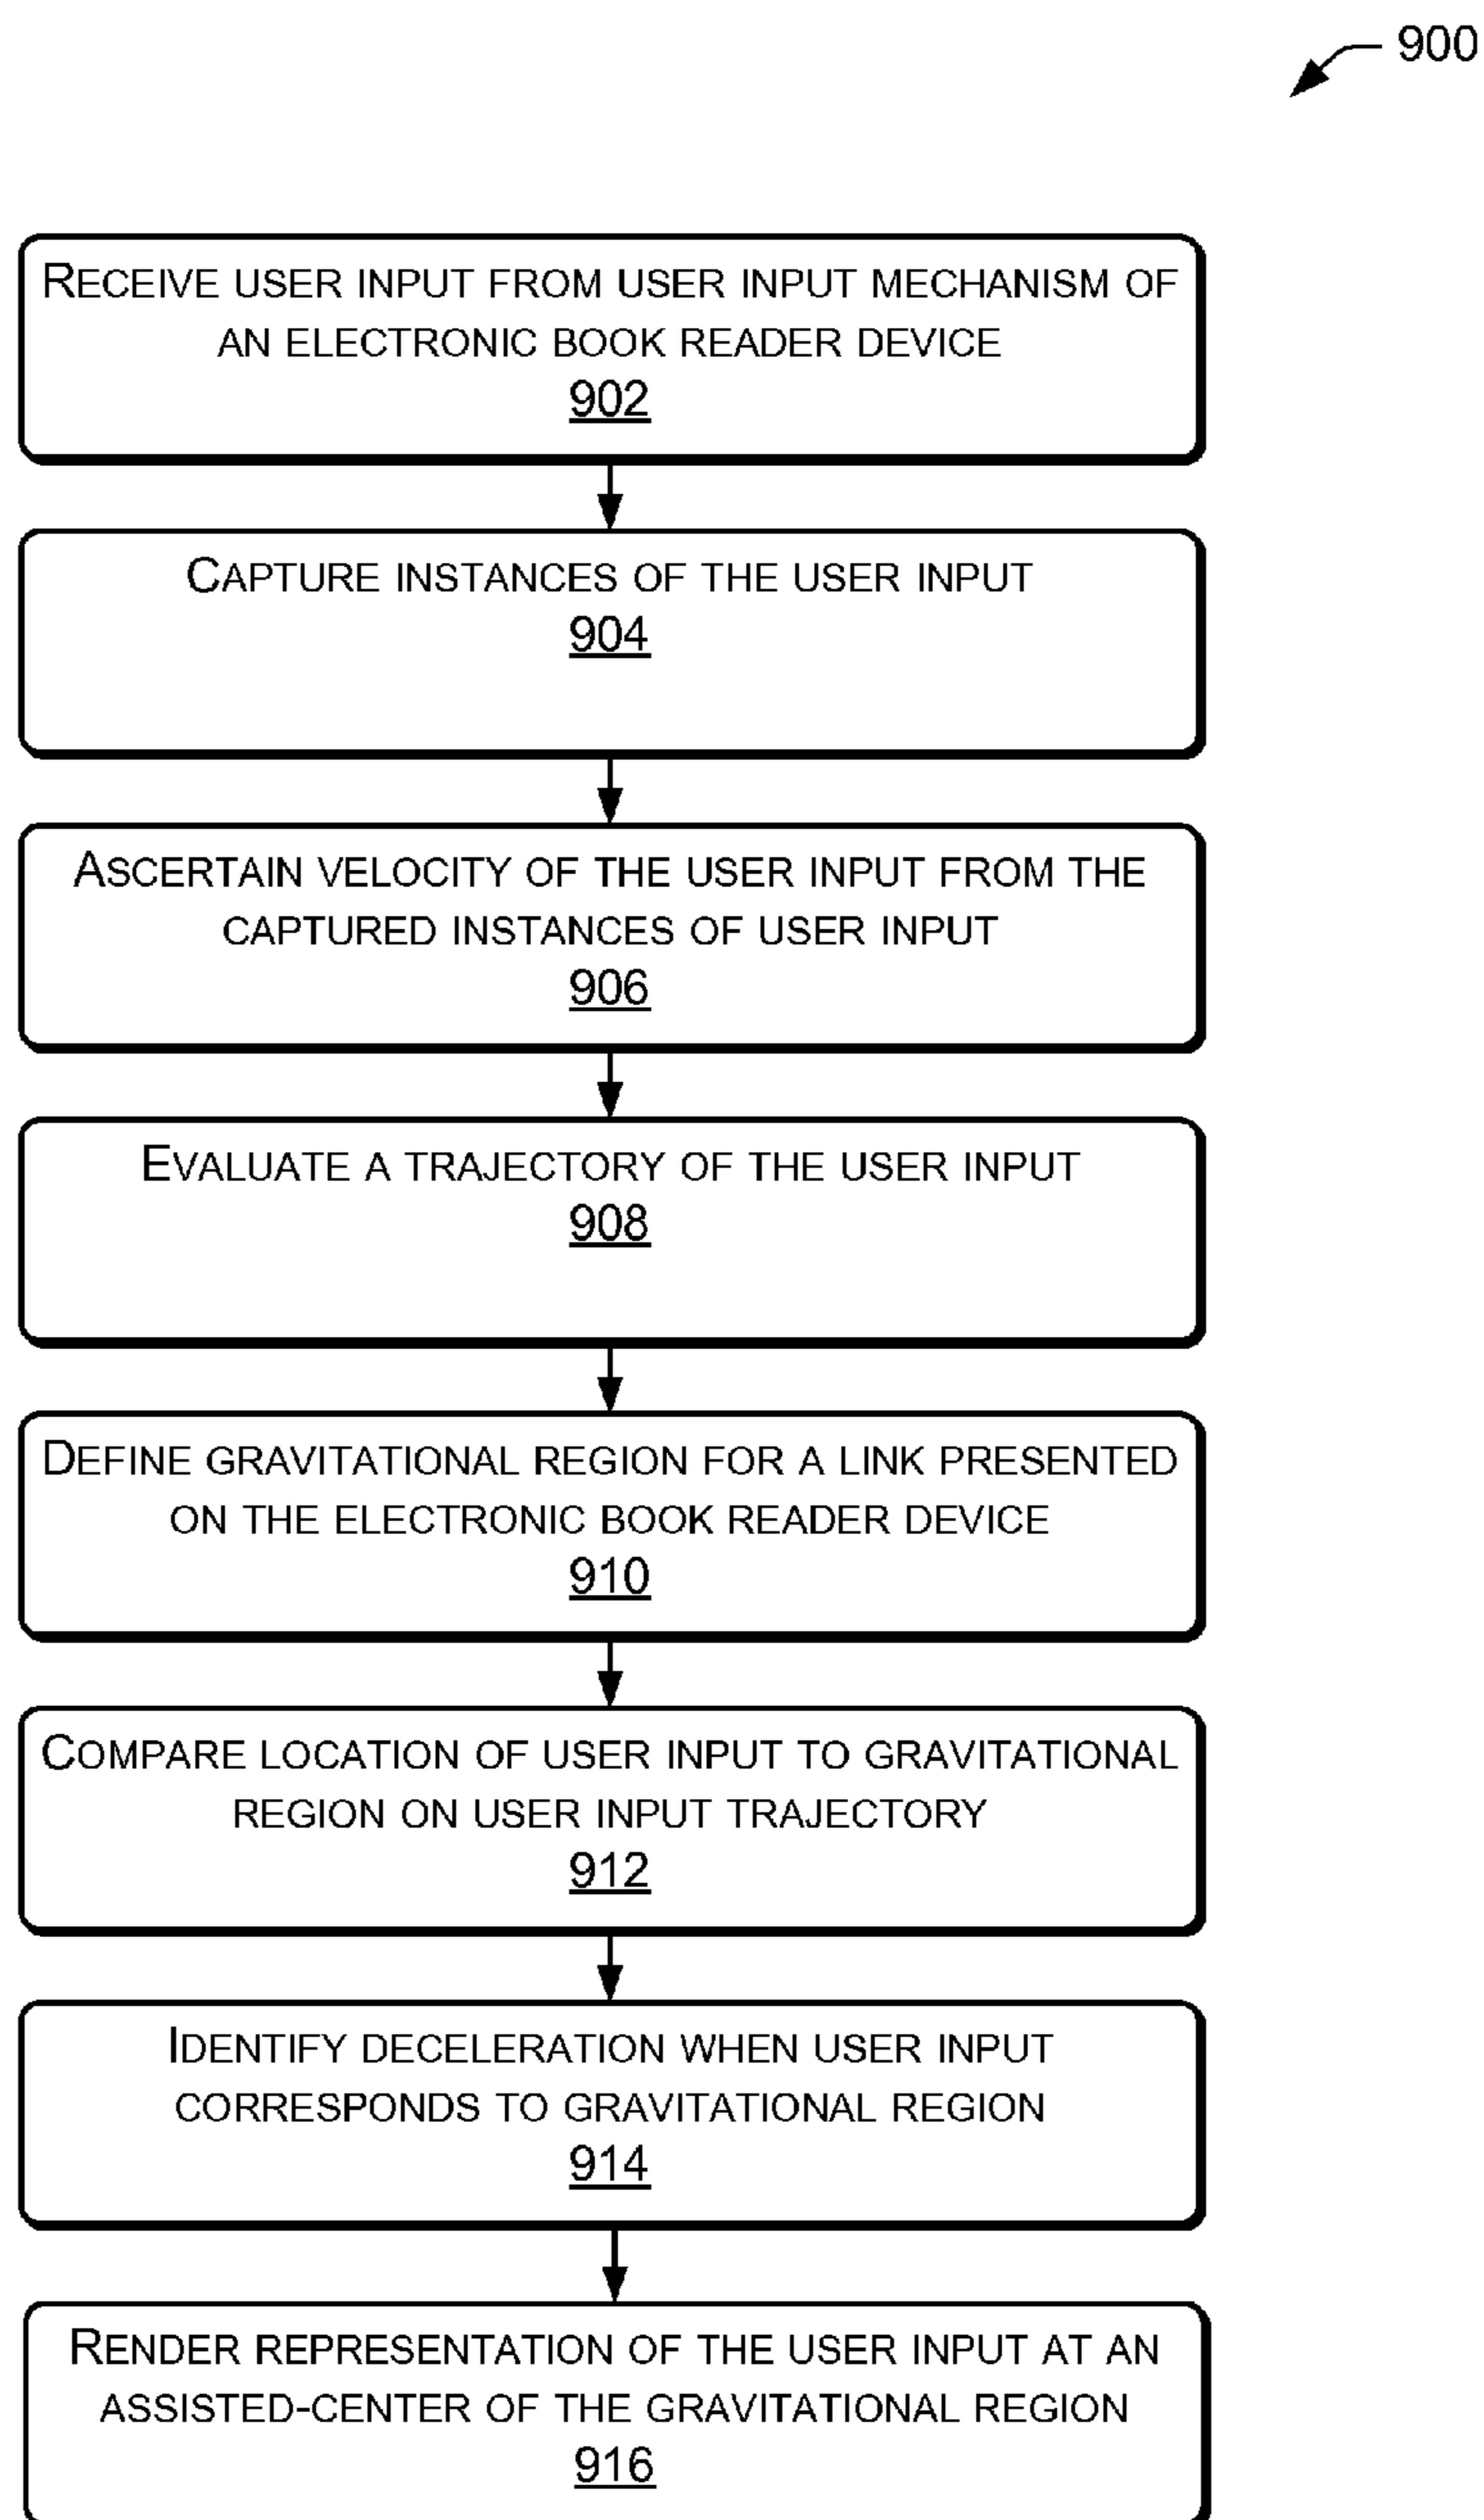 900
RECEIVE USER INPUT FROM USER INPUT MECHANISM OF
AN ELECTRONIC BOOK READER DEVICE
902
CAPTURE INSTANCES OF THE USER INPUT
904
ASCERTAIN VELOCITY OF THE USER INPUT FROM THE
CAPTURED INSTANCES OF USER INPUT
906
EVALUATE A TRAJECTORY OF THE USER INPUT
908
DEFINE GRAVITATIONAL REGION FOR A LINK PRESENTED
ON THE ELECTRONIC BOOK READER DEVICE
910
COMPARE LOCATION OF USER INPUT TO GRAVITATIONAL
REGION ON USER INPUT TRAJECTORY
912
IDENTIFY DECELERATION WHEN USER INPUT
CORRESPONDS TO GRAVITATIONAL REGION
914
RENDER REPRESENTATION OF THE USER INPUT AT AN
ASSISTED-CENTER OF THE GRAVITATIONAL REGION
916